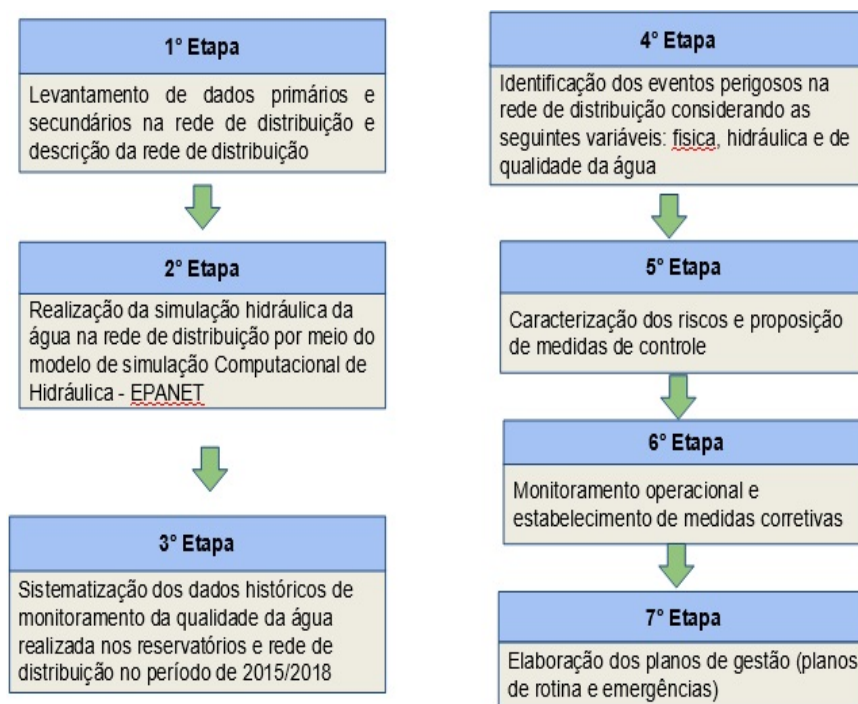 1° Etapa
Levantamento de dados primários e
secundários na rede de distribuição e
descrição da rede de distribuição
2° Etapa
Realização da simulação hidráulica da
água na rede de distribuição por meio do
modelo de simulação Computacional de
Hidráulica - EPANET
3° Etapa
Sistematização dos dados históricos de
monitoramento da qualidade da água
realizada nos reservatórios e rede de
distribuição no período de 2015/2018
4° Etapa
Identificação dos eventos perigosos na
rede de distribuição considerando as
seguintes variáveis: fisica, hidráulica e de
qualidade da água
5° Etapa
Caracterização dos riscos e proposição
de medidas de controle
6° Etapa
Monitoramento operacional e
estabelecimento de medidas corretivas
7° Etapa
Elaboração dos planos de gestão (planos
de rotina e emergências)